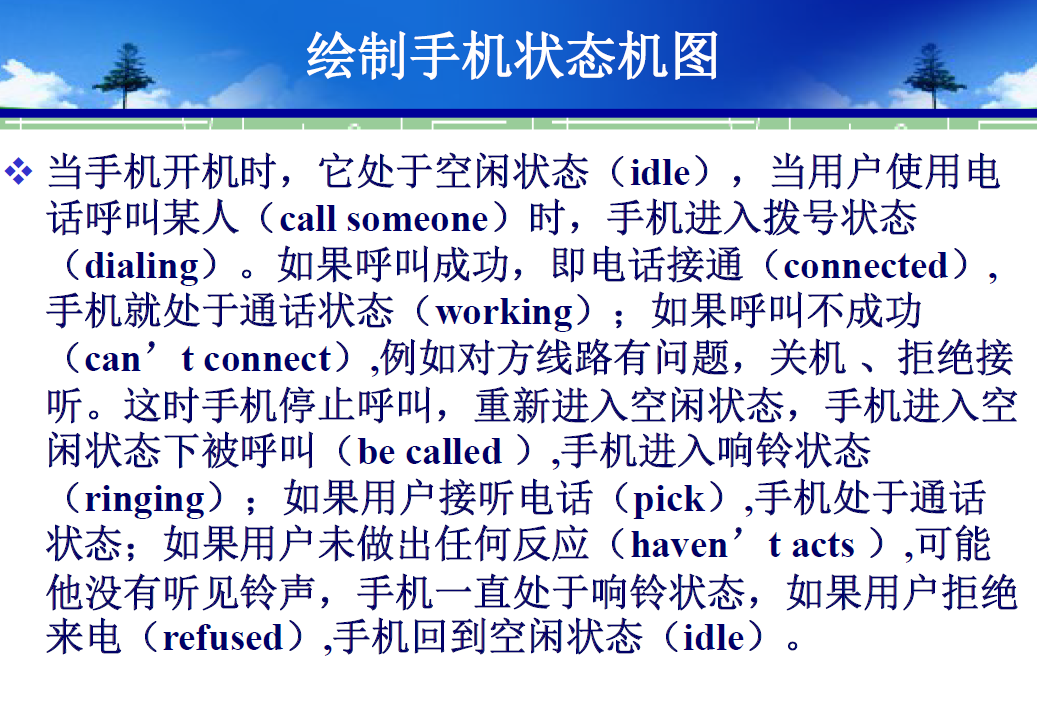 绘制手机状态机图
当手机开机时，它处于空闲状态（idle），当用户使用电
话呼叫某人（call someone）时，手机进入拨号状态
（dialing）。如果呼叫成功，即电话接通（connected）,
手机就处于通话状态（working）；如果呼叫不成功
（can’t connect）,例如对方线路有问题，关机 、拒绝接
听。这时手机停止呼叫，重新进入空闲状态，手机进入空
闲状态下被呼叫（be called ）,手机进入响铃状态
（ringing）；如果用户接听电话（pick）,手机处于通话
状态；如果用户未做出任何反应（haven’t acts ）,可能
他没有听见铃声，手机一直处于响铃状态，如果用户拒绝
来电（refused）,手机回到空闲状态（idle）。